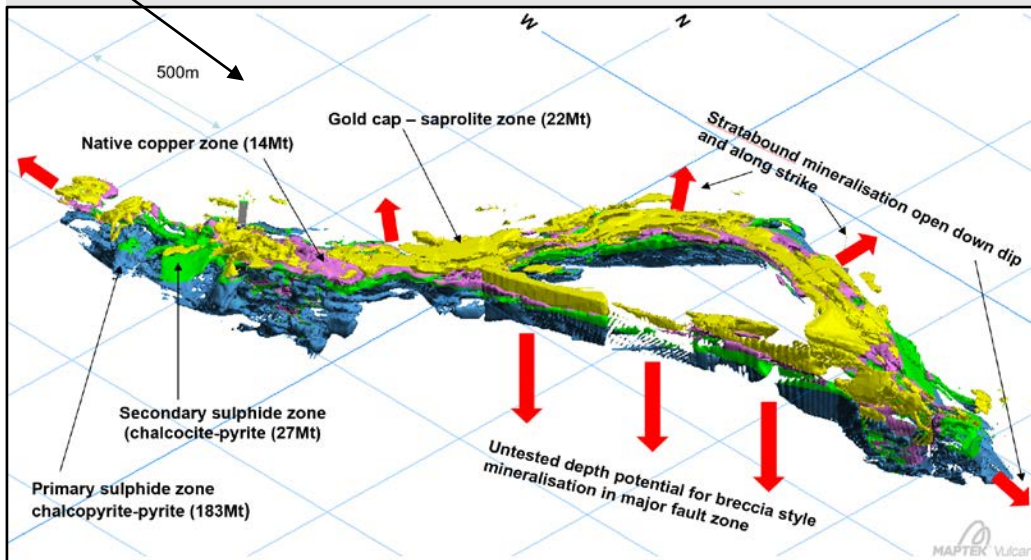 W
N
500m
Gold cap – saprolite zone (22Mt)
Native copper zone (14Mt)
Stratabound mineralisation open down dip
and along strike
Secondary sulphide zone
(chalcocite-pyrite (27Mt)
Primary sulphide zone
chalcopyrite-pyrite (183Mt)
Untested depth potential for breccia style
mineralisation in major fault zone
MAPTEK Vulcan